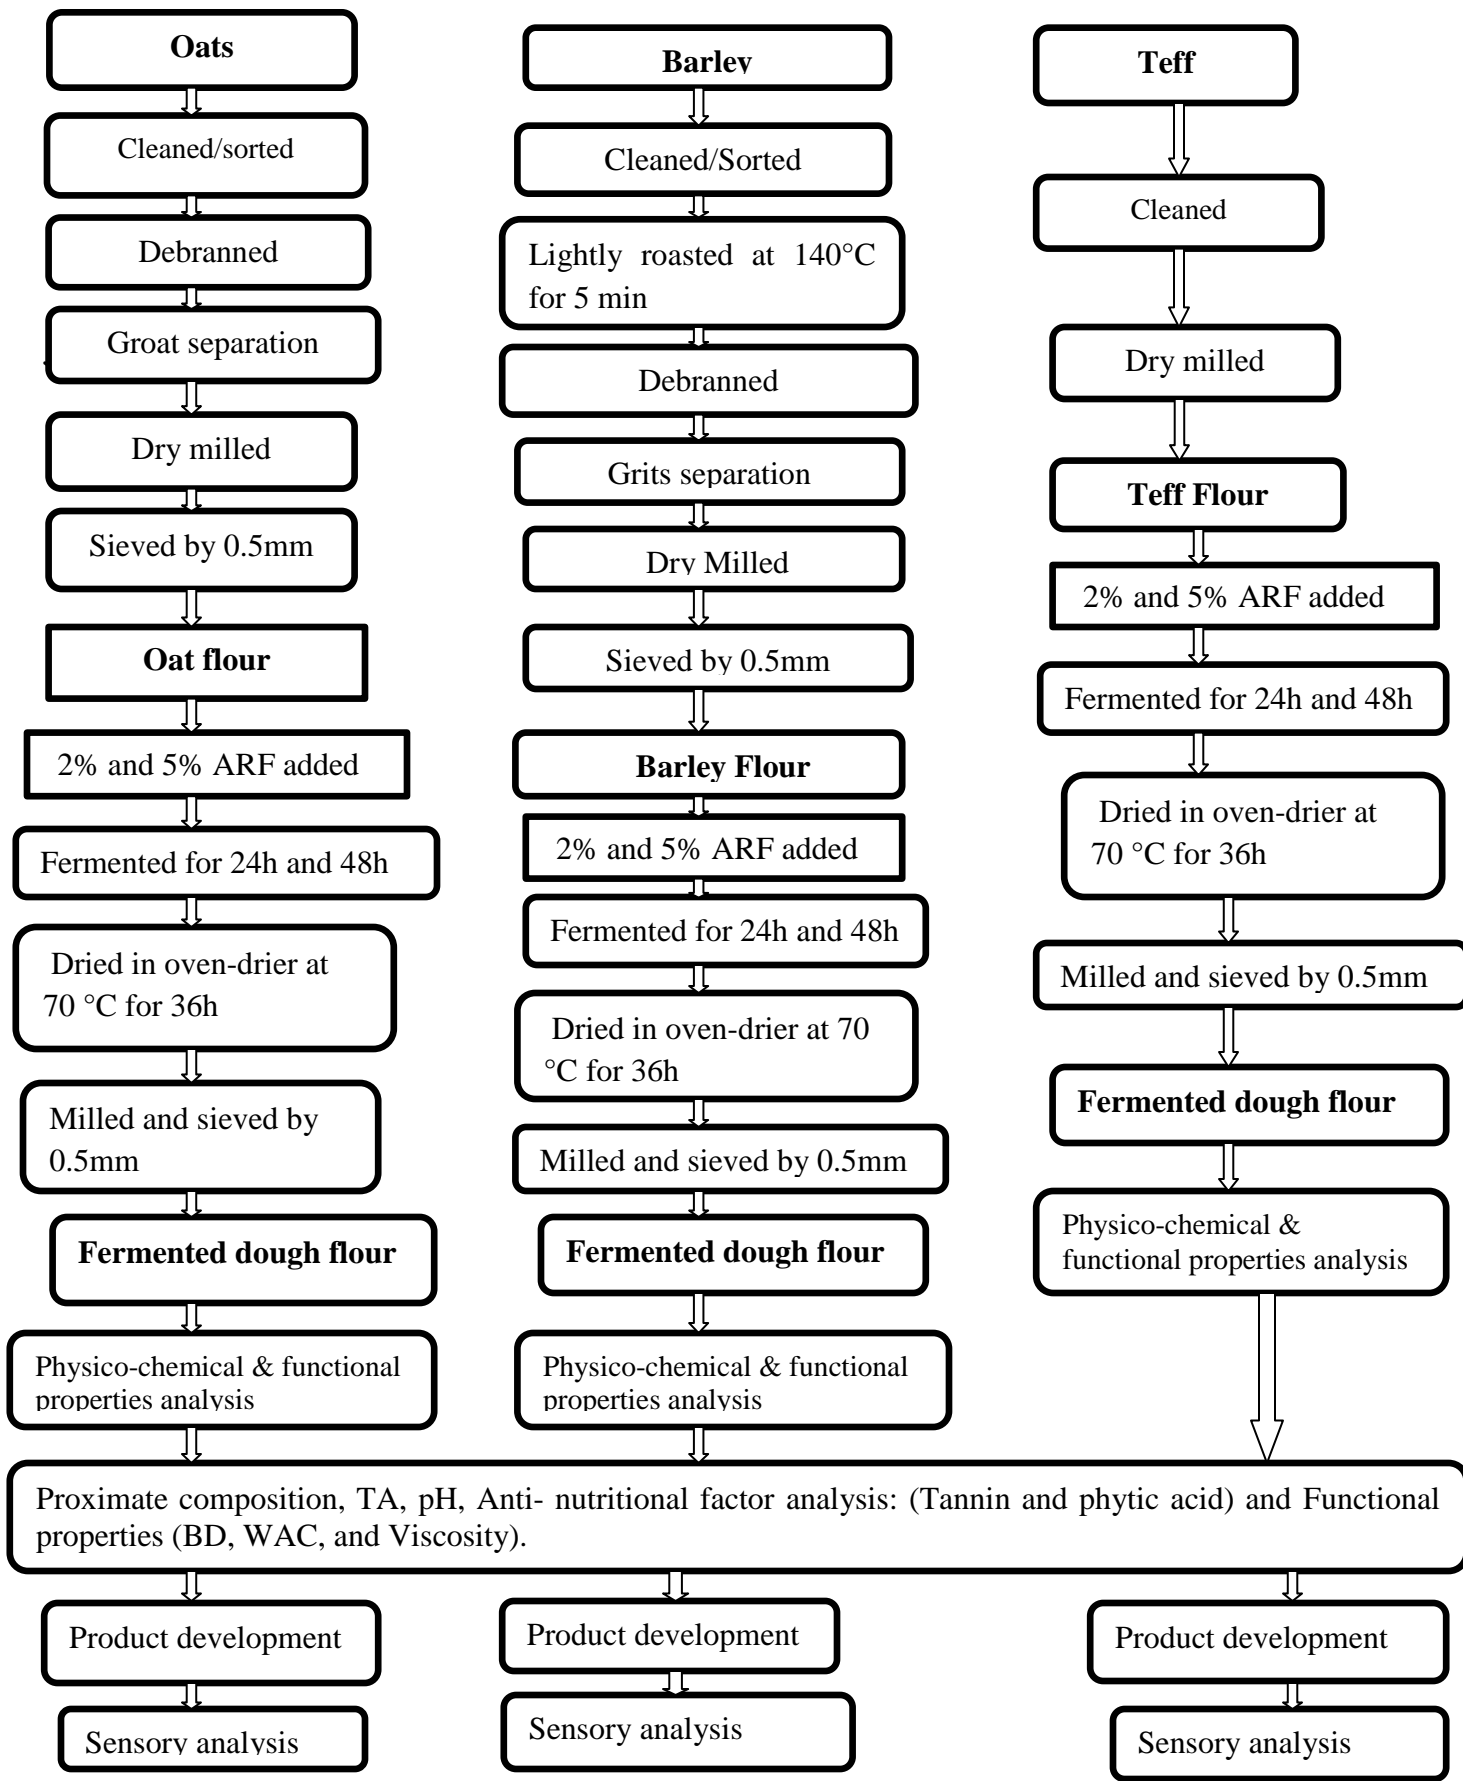 Oats
Cleaned/sorted
Debranned
Groat separation
Dry milled
Sieved by 0.5mm
Oat flour
2% and 5% ARF added
Fermented for 24h and 48h
Dried in oven-drier at
70 °C for 36h
Milled and sieved by
0.5mm
Fermented dough flour
Physico-chemical & functional
properties analysis
Barley
Cleaned/Sorted
Lightly roasted at 140°C
for 5 min
Debranned
Grits separation
Dry Milled
Sieved by 0.5mm
Barley Flour
2% and 5% ARF added
Fermented for 24h and 48h
Dried in oven-drier at 70
°C for 36h
Milled and sieved by 0.5mm
Fermented dough flour
Physico-chemical & functional
properties analysis
Teff
Cleaned
Dry milled
Teff Flour
2% and 5% ARF added
Fermented for 24h and 48h
Dried in oven-drier at
70 °C for 36h
Milled and sieved by 0.5mm
Fermented dough flour
Physico-chemical &
functional properties analysis
Proximate composition, TA, pH, Anti- nutritional factor analysis: (Tannin and phytic acid) and Functional
properties (BD, WAC, and Viscosity).
Product development
Sensory analysis
Product development
Sensory analysis
Product development
Sensory analysis